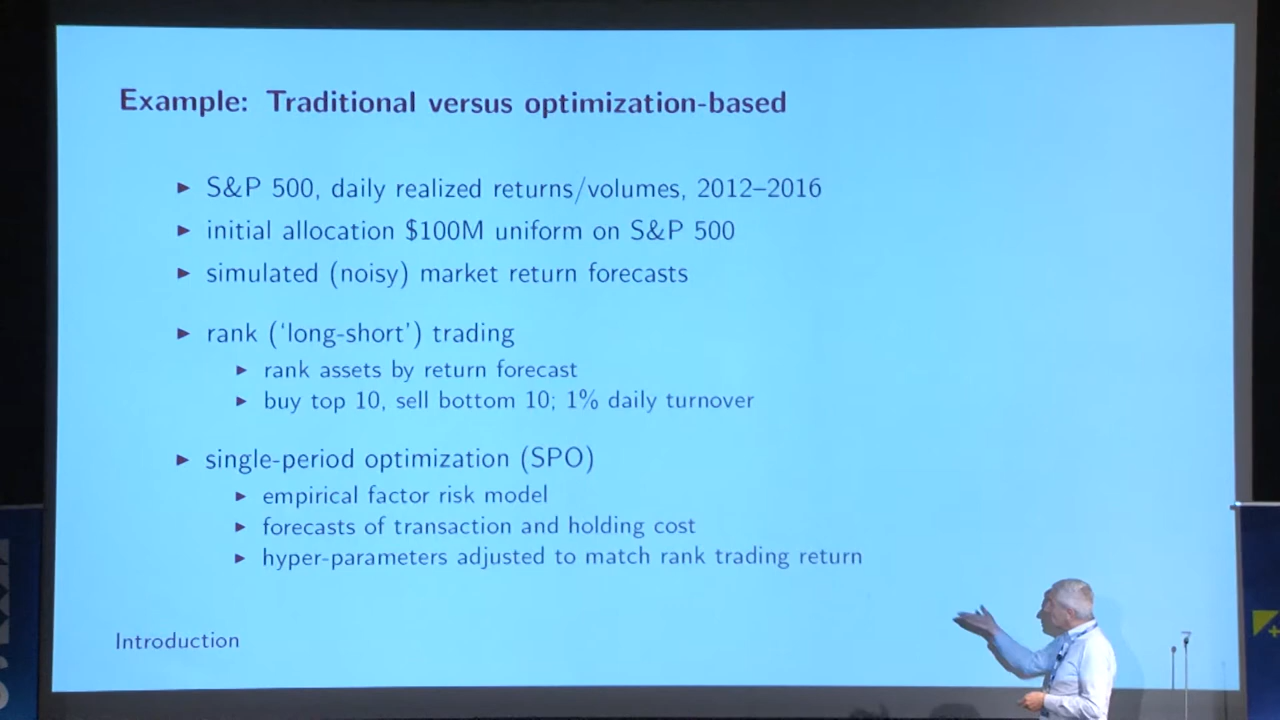 Example: Traditional versus optimization-based
▶ S&P 500, daily realized returns/volumes, 2012–2016
▶ initial allocation $100M uniform on S&P 500
▶ simulated (noisy) market return forecasts
▶ rank (‘long-short’) trading
▶ rank assets by return forecast
▶ buy top 10, sell bottom 10; 1% daily turnover
▶ single-period optimization (SPO)
▶ empirical factor risk model
▶ forecasts of transaction and holding cost
▶ hyper-parameters adjusted to match rank trading return
Introduction